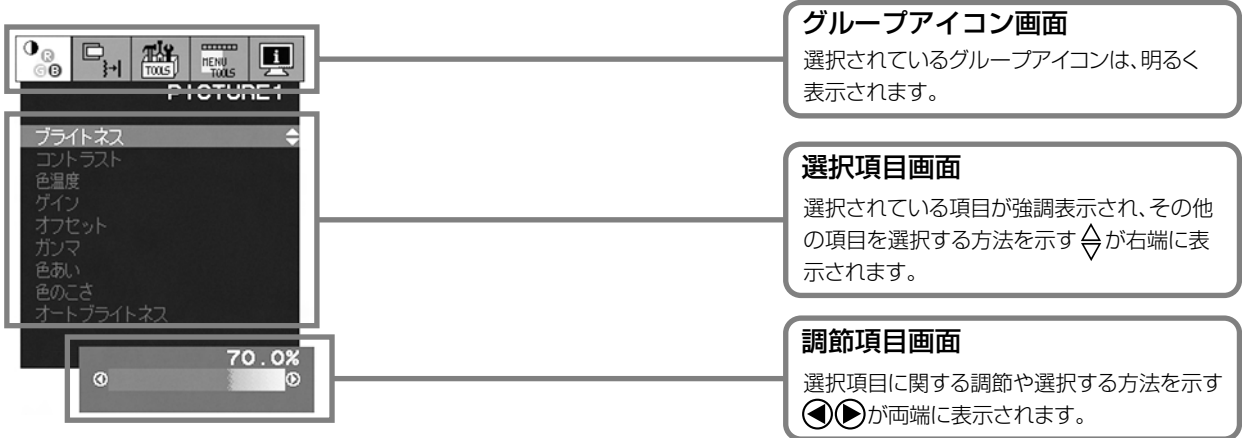 R
G B
TOOLS
MENU
TOOLS
i
PICTURE1
ブライトネス
コントラスト
色温度
ゲイン
オフセット
ガンマ
色あい
色のこさ
オートブライトネス
70.0%
グループアイコン画面
選択されているグループアイコンは、明るく
表示されます。
選択項目画面
選択されている項目が強調表示され、その他
の項目を選択する方法を示す が右端に表
示されます。
調節項目画面
選択項目に関する調節や選択する方法を示す
が両端に表示されます。